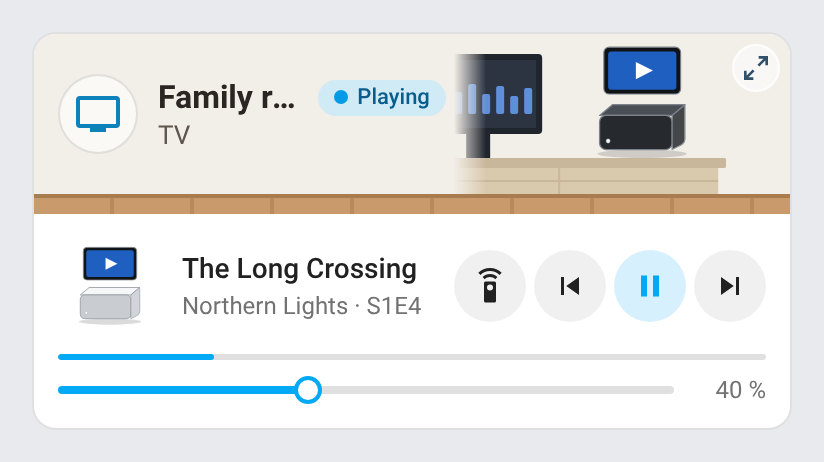 Family r...
Playing
TV
The Long Crossing
Northern Lights · S1E4
40 %